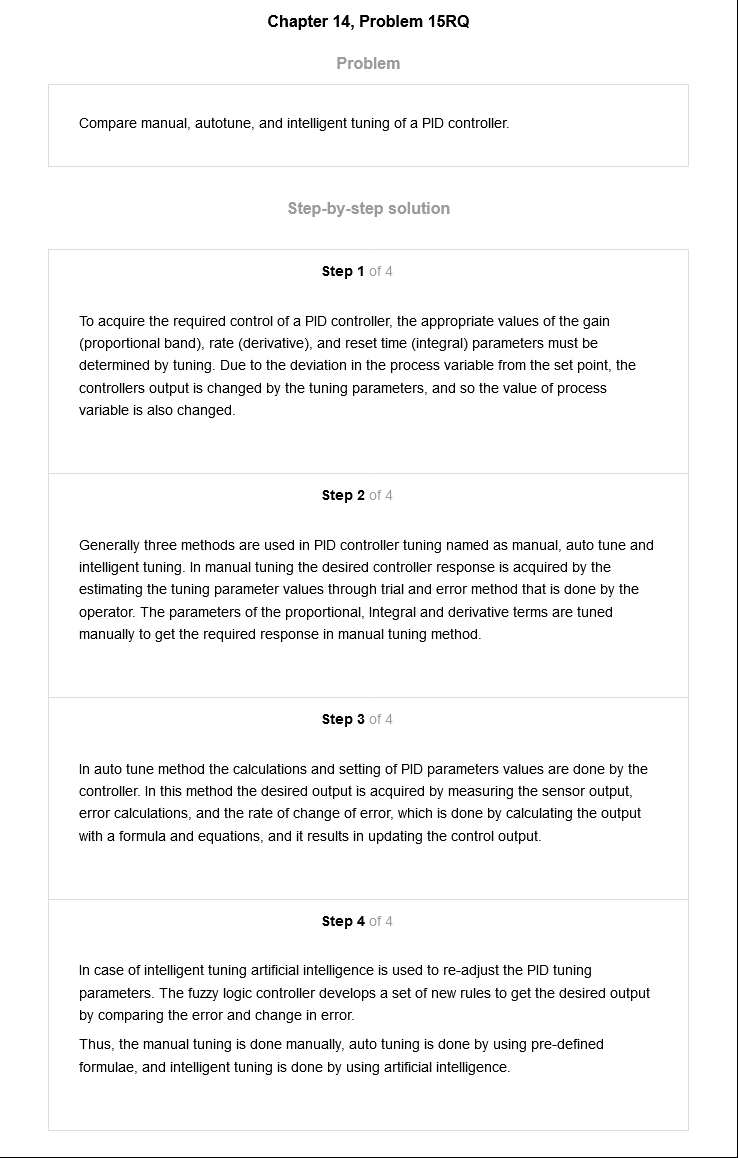 Chapter 14, Problem 15RQ
Problem
Compare manual, autotune, and intelligent tuning of a PID controller.
Step-by-step solution
Step 1 of 4
To acquire the required control of a PID controller, the appropriate values of the gain
(proportional band), rate (derivative), and reset time (integral) parameters must be
determined by tuning. Due to the deviation in the process variable from the set point, the
controllers output is changed by the tuning parameters, and so the value of process
variable is also changed.
Step 2 of 4
Generally three methods are used in PID controller tuning named as manual, auto tune and
intelligent tuning. In manual tuning the desired controller response is acquired by the
estimating the tuning parameter values through trial and error method that is done by the
operator. The parameters of the proportional, Integral and derivative terms are tuned
manually to get the required response in manual tuning method.
Step 3 of 4
In auto tune method the calculations and setting of PID parameters values are done by the
controller. In this method the desired output is acquired by measuring the sensor output,
error calculations, and the rate of change of error, which is done by calculating the output
with a formula and equations, and it results in updating the control output.
Step 4 of 4
In case of intelligent tuning artificial intelligence is used to re-adjust the PID tuning
parameters. The fuzzy logic controller develops a set of new rules to get the desired output
by comparing the error and change in error.
Thus, the manual tuning is done manually, auto tuning is done by using pre-defined
formulae, and intelligent tuning is done by using artificial intelligence.